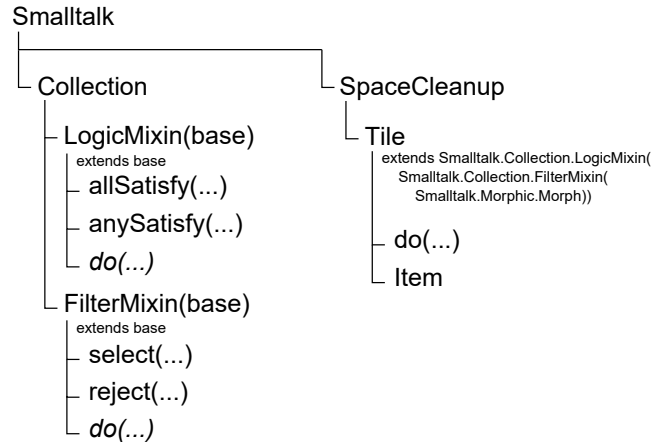 Smalltalk
Collection
LogicMixin(base)
extends base
allSatisfy(...)
anySatisfy(...)
do(...)
FilterMixin(base)
extends base
select(...)
reject(...)
do(...)
SpaceCleanup
Tile
extends Smalltalk.Collection.LogicMixin(
Smalltalk.Collection.FilterMixin(
Smalltalk.Morphic.Morph))
do(...)
Item